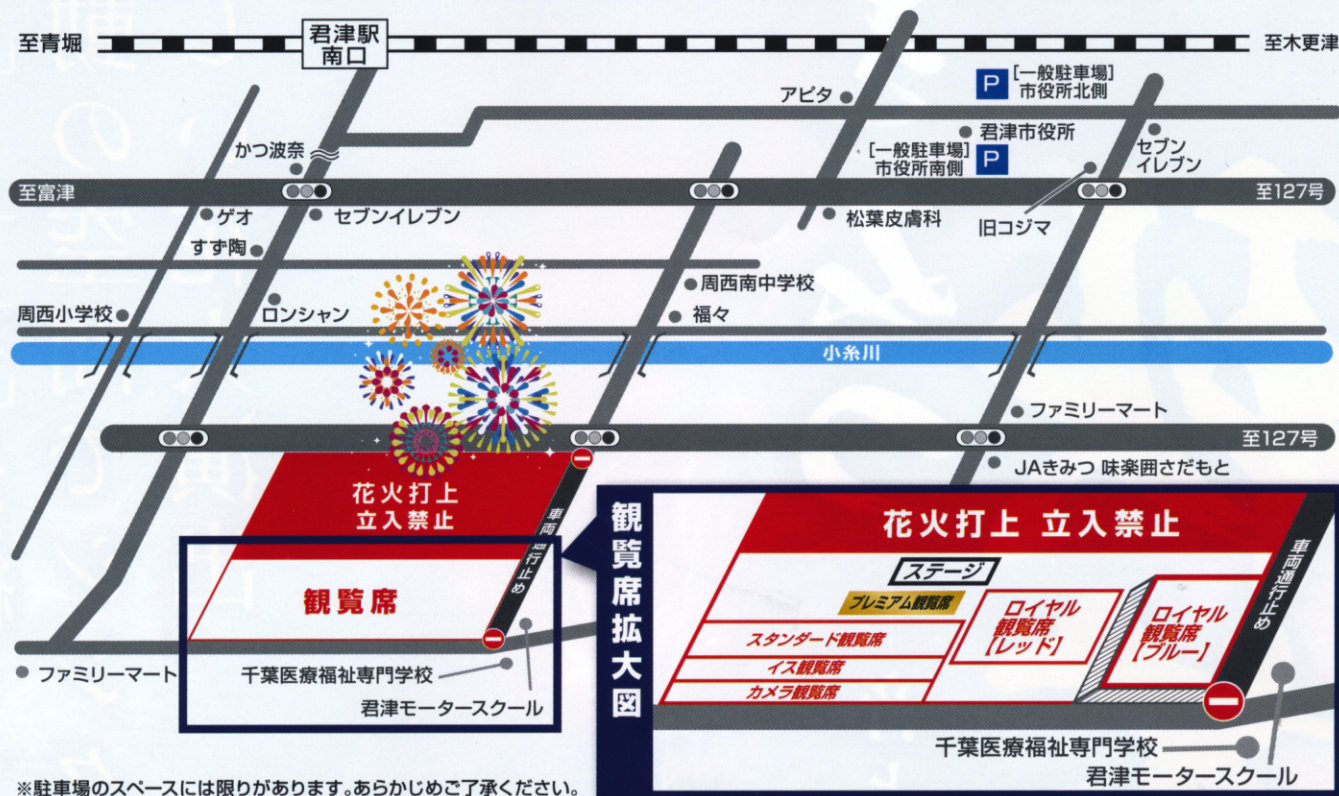 至青堀
君津駅
南口
至木更津
アピタ
P
[一般駐車場]
市役所北側
君津市役所
[一般駐車場]
市役所南側
P
セブン
イレブン
かつ波奈
至富津
至127号
ゲオ
セブンイレブン
松葉皮膚科
旧コジマ
すず陶
周西南中学校
周西小学校
ロンシャン
福々
小糸川
ファミリーマート
至127号
JAきみつ 味楽囲さだもと
花火打上
立入禁止
車両通行止め
観覧席
ファミリーマート
千葉医療福祉専門学校
君津モータースクール
観覧席拡大図
花火打上 立入禁止
ステージ
プレミアム観覧席
スタンダード観覧席
イス観覧席
カメラ観覧席
ロイヤル
観覧席
【レッド】
ロイヤル
観覧席
【ブルー】
車両通行止め
千葉医療福祉専門学校
君津モータースクール
※駐車場のスペースには限りがあります。あらかじめご了承ください。